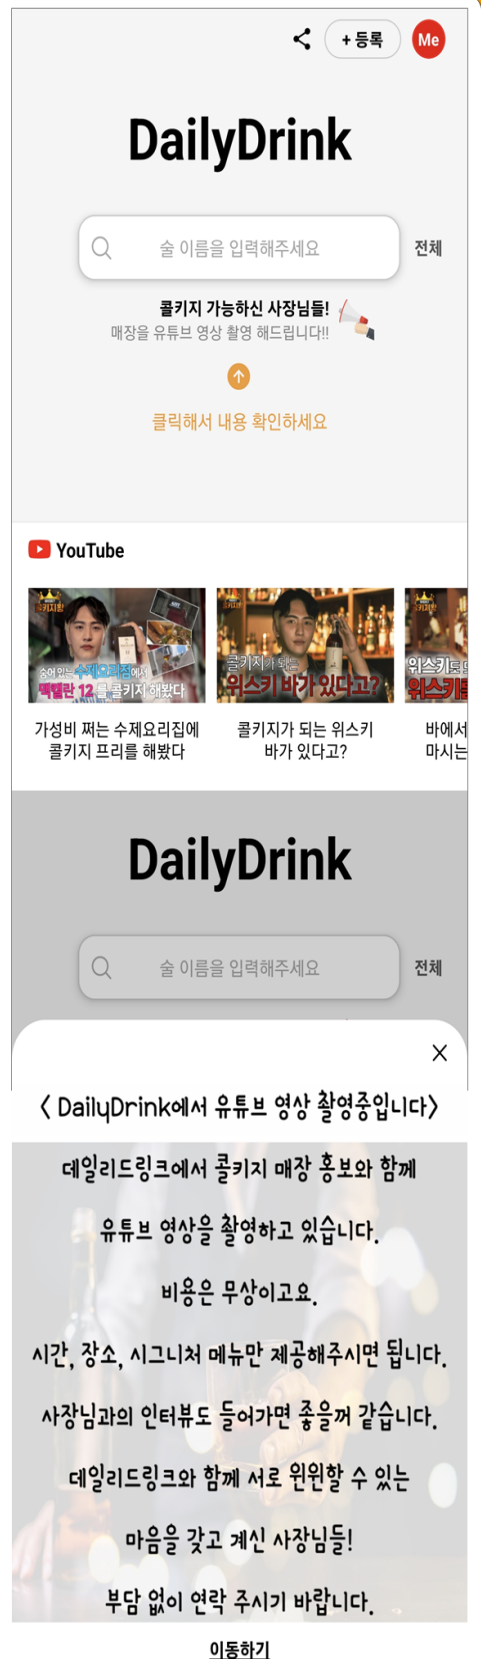 + 등록
Me
DailyDrink
술 이름을 입력해주세요
전체
콜키지 가능하신 사장님들!
매장을 유튜브 영상 촬영 해드립니다!!
클릭해서 내용 확인하세요
YouTube
숨어있는 수제요리점에서
맥캘란 12를 콜키지 해봤다
콜키지가 되는
위스키 바가 있다고?
가성비 쩌는 수제요리집에
콜키지 프리를 해봤다
콜키지가 되는 위스키
바가 있다고?
바에서
마시는
DailyDrink
술 이름을 입력해주세요
전체
< DailyDrink에서 유튜브 영상 촬영중입니다>
데일리드링크에서 콜키지 매장 홍보와 함께
유튜브 영상을 촬영하고 있습니다.
비용은 무상이고요.
시간, 장소, 시그니처 메뉴만 제공해주시면 됩니다.
사장님과의 인터뷰도 들어가면 좋을꺼 같습니다.
데일리드링크와 함께 서로 윈윈할 수 있는
마음을 갖고 계신 사장님들!
부담 없이 연락 주시기 바랍니다.
이동하기